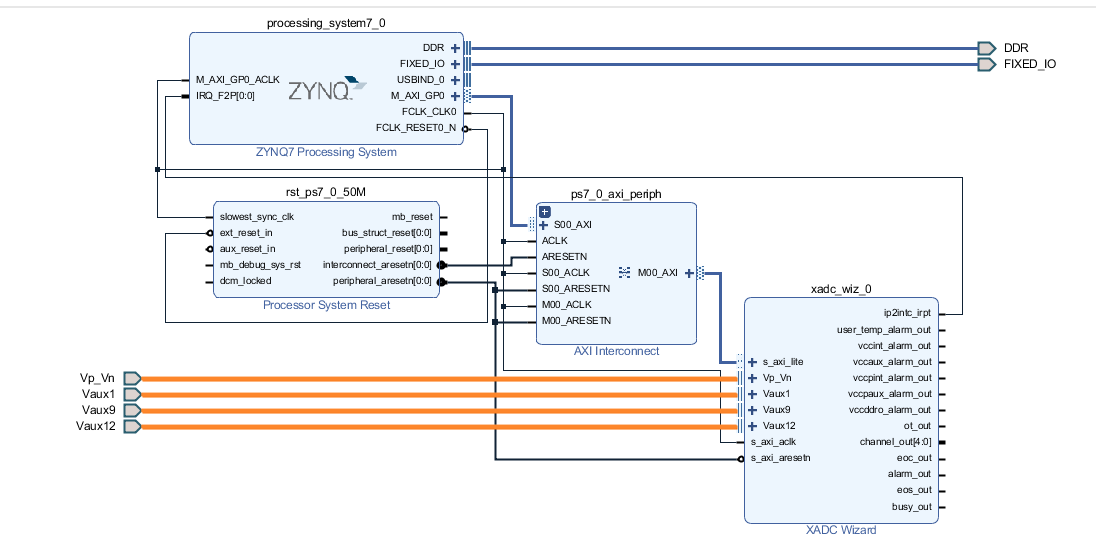 processing_system7_0
DDR
FIXED_IO
USBIND_0
M_AXI_GP0_ACLK
M_AXI_GP0
IRQ_F2P[0:0]
ZYNQ
FCLK_CLK0
FCLK_RESET0_N
ZYNQ7 Processing System
DDR
FIXED_IO
rst_ps7_0_50M
slowest_sync_clk
mb_reset
ext_reset_in
bus_struct_reset[0:0]
aux_reset_in
peripheral_reset[0:0]
mb_debug_sys_rst
interconnect_aresetn[0:0]
dcm_locked
peripheral_aresetn[0:0]
Processor System Reset
ps7_0_axi_periph
S00_AXI
ACLK
ARESETN
S00_ACLK
M00_AXI
S00_ARESETN
M00_ACLK
M00_ARESETN
AXI Interconnect
xadc_wiz_0
ip2intc_irpt
user_temp_alarm_out
vccint_alarm_out
s_axi_lite
vccaux_alarm_out
Vp_Vn
vccpint_alarm_out
Vaux1
vccpaux_alarm_out
Vaux9
vccddro_alarm_out
Vaux12
ot_out
s_axi_aclk
channel_out[4:0]
s_axi_aresetn
eoc_out
alarm_out
eos_out
busy_out
XADC Wizard
Vp_Vn
Vaux1
Vaux9
Vaux12